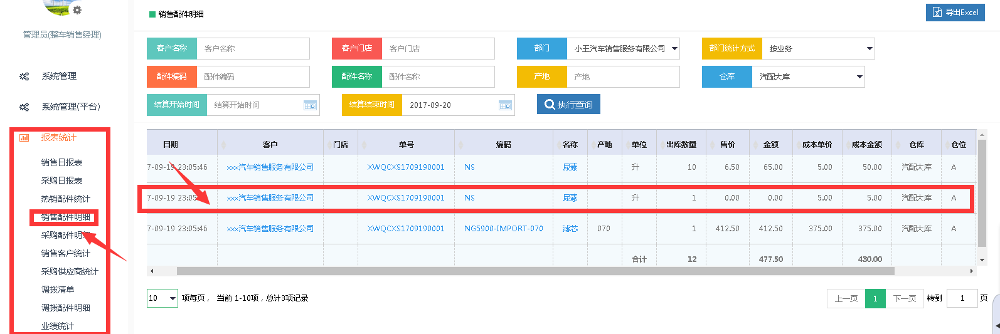 管理员(整车销售经理)
系统管理
系统管理(平台)
报表统计
销售日报表
采购日报表
热销配件统计
销售配件明细
采购配件明细
销售客户统计
采购供应商统计
调拨清单
调拨配件明细
业绩统计
销售配件明细
导出Excel
客户名称 客户名称 客户门店 客户门店 部门 小王汽车销售服务有限公司 部门统计方式 按业务
配件编码 配件编码 配件名称 配件名称 产地 产地 仓库 汽配大库
结算开始时间 结算开始时间 结算结束时间 2017-09-20 执行查询
日期 客户 门店 单号 编码 名称 产地 单位 出库数量 售价 金额 成本单价 成本金额 仓库 仓位
7-09-19 23:05:46 xxx汽车销售服务有限公司 XWQCXS1709190001 NS 尿素 升 10 6.50 65.00 5.00 50.00 汽配大库 A
7-09-19 23:05 xxx汽车销售服务有限公司 XWQCXS1709190001 NS 尿素 升 1 0.00 0.00 5.00 5.00 汽配大库 A
7-09-19 23:05:46 xxx汽车销售服务有限公司 XWQCXS1709190001 NG5900-IMPORT-070 滤芯 070 1 412.50 412.50 375.00 375.00 汽配大库 A
合计 12 477.50 430.00
10 项每页， 当前 1-10项，总计3项记录 上一页 1 下一页 转到 1 页